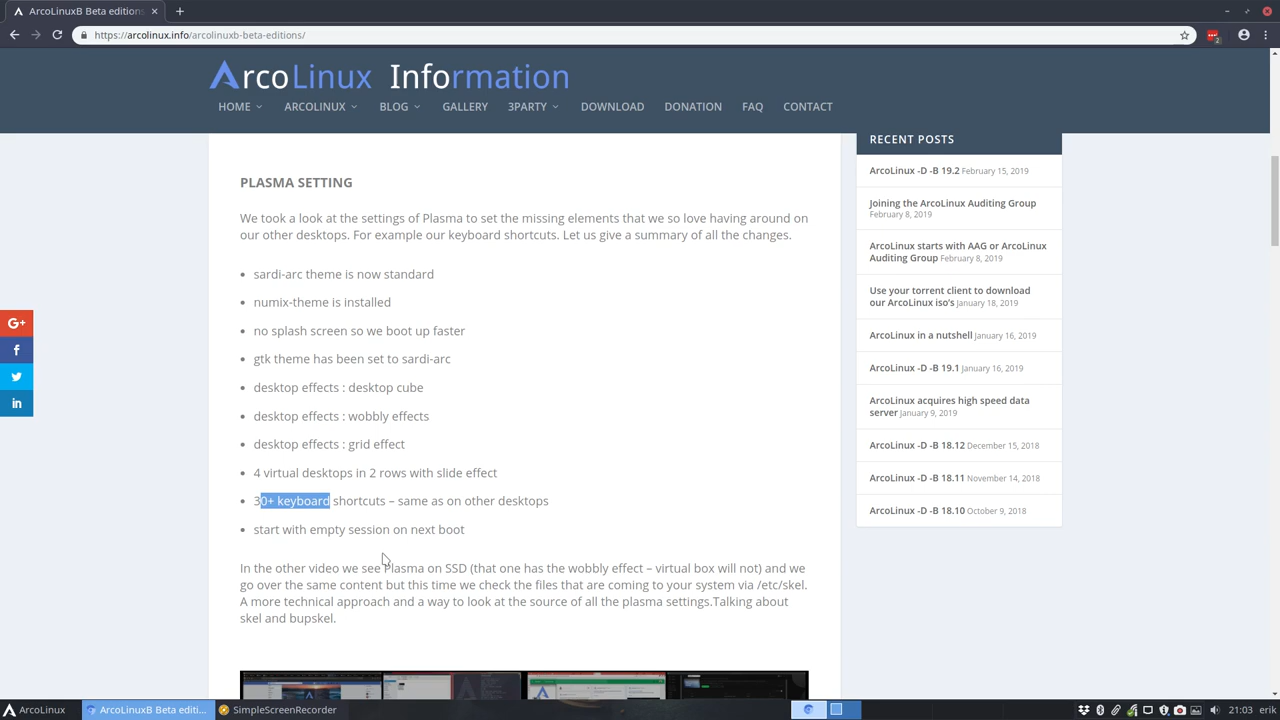 ArcoLinuxB Beta editions
https://arcolinux.info/arcolinuxb-beta-editions/
2
ArcoLinux Information
HOME ARCOLINUX BLOG GALLERY 3PARTY DOWNLOAD DONATION FAQ CONTACT
PLASMA SETTING
We took a look at the settings of Plasma to set the missing elements that we so love having around on
our other desktops. For example our keyboard shortcuts. Let us give a summary of all the changes.
• sardi-arc theme is now standard
• numix-theme is installed
• no splash screen so we boot up faster
• gtk theme has been set to sardi-arc
• desktop effects : desktop cube
• desktop effects : wobbly effects
• desktop effects : grid effect
• 4 virtual desktops in 2 rows with slide effect
• 30+ keyboard shortcuts – same as on other desktops
• start with empty session on next boot
In the other video we see Plasma on SSD (that one has the wobbly effect – virtual box will not) and we
go over the same content but this time we check the files that are coming to your system via /etc/skel.
A more technical approach and a way to look at the source of all the plasma settings.Talking about
skel and bupskel.
RECENT POSTS
ArcoLinux -D -B 19.2 February 15, 2019
Joining the ArcoLinux Auditing Group
February 8, 2019
ArcoLinux starts with AAG or ArcoLinux
Auditing Group February 8, 2019
Use your torrent client to download
our ArcoLinux iso's January 18, 2019
ArcoLinux in a nutshell January 16, 2019
ArcoLinux -D -B 19.1 January 16, 2019
ArcoLinux acquires high speed data
server January 9, 2019
ArcoLinux -D -B 18.12 December 15, 2018
ArcoLinux -D -B 18.11 November 14, 2018
ArcoLinux -D -B 18.10 October 9, 2018
G+
f
in
ArcoLinux
ArcoLinuxB Beta editi...
SimpleScreenRecorder
21:03 erik